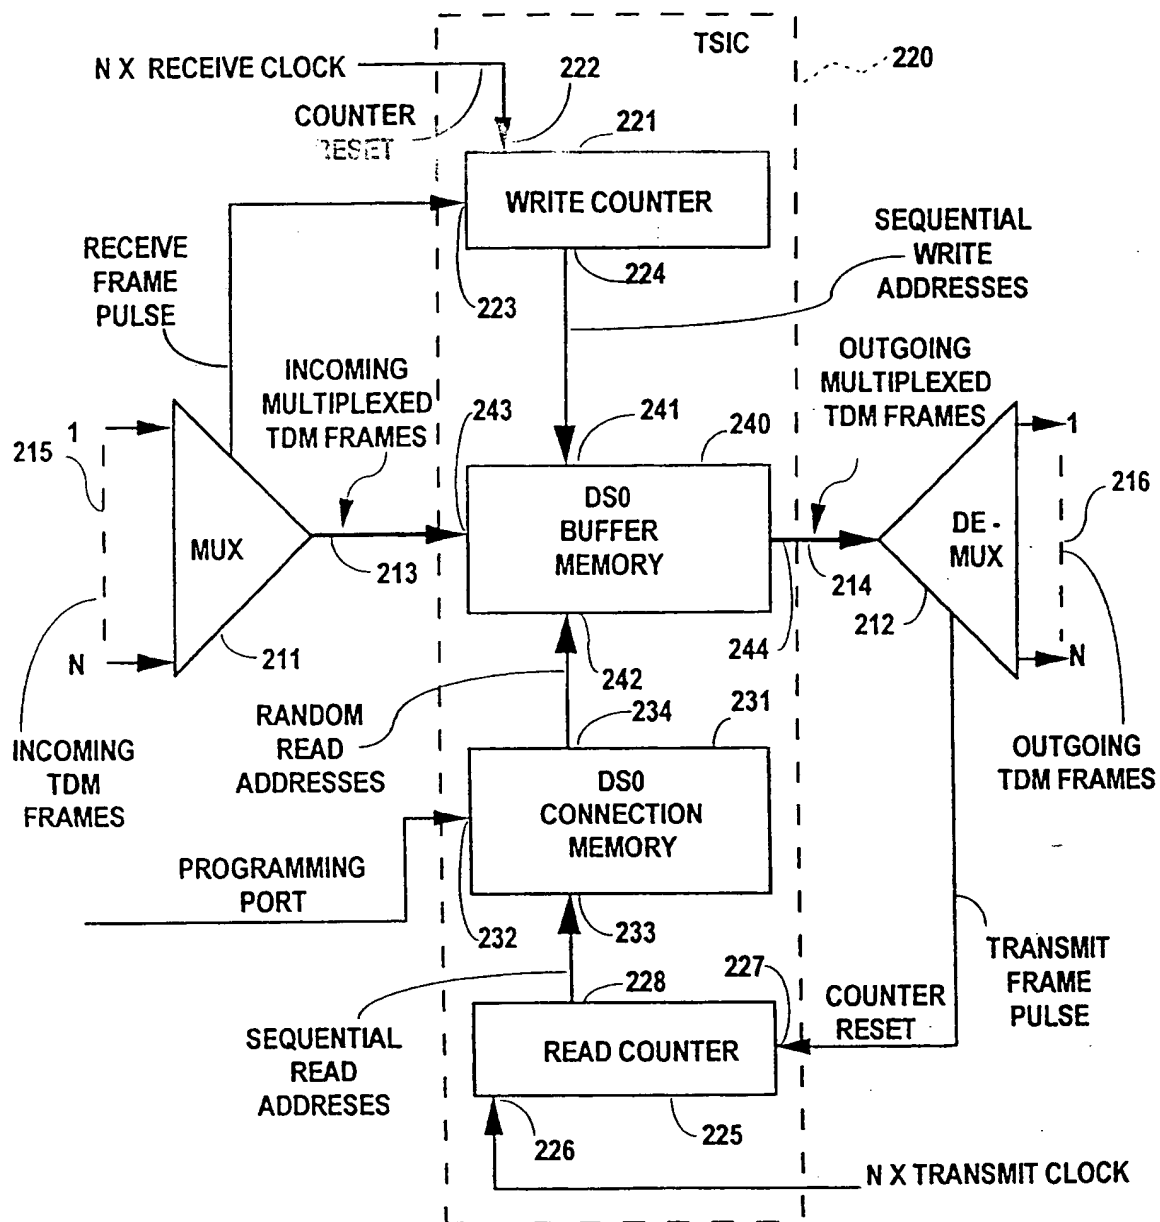 TSIC
220
N X RECEIVE CLOCK
222
COUNTER
RESET
221
WRITE COUNTER
224
223
SEQUENTIAL
WRITE
ADDRESSES
RECEIVE
FRAME
PULSE
INCOMING
MULTIPLEXED
TDM FRAMES
OUTGOING
MULTIPLEXED
TDM FRAMES
243
241
240
1
215
MUX
213
N
211
DS0
BUFFER
MEMORY
214
244
242
DE -
MUX
212
1
216
N
INCOMING
TDM
FRAMES
OUTGOING
TDM FRAMES
RANDOM
READ
ADDRESSES
234
231
DS0
CONNECTION
MEMORY
PROGRAMMING
PORT
232
233
TRANSMIT
FRAME
PULSE
COUNTER
RESET
227
228
SEQUENTIAL
READ
ADDRESES
READ COUNTER
226
225
N X TRANSMIT CLOCK